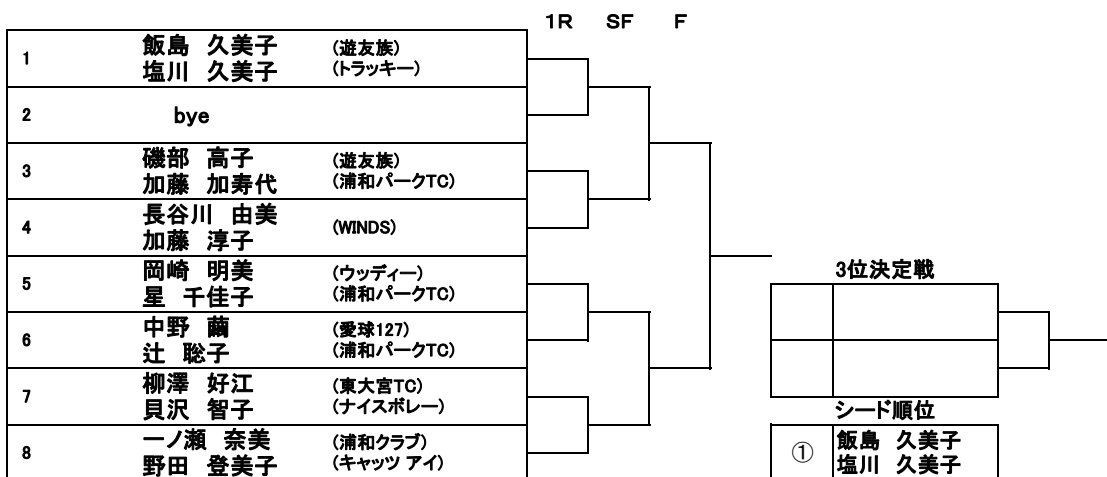 1R SF F
1 飯島 久美子 (遊友族)
塩川 久美子 (トラッキー)
2 bye
3 磯部 高子 (遊友族)
加藤 加寿代 (浦和パークTC)
4 長谷川 由美 (WINDS)
加藤 淳子
5 岡崎 明美 (ウッディー)
星 千佳子 (浦和パークTC)
6 中野 繭 (愛球127)
辻 聡子 (浦和パークTC)
7 柳澤 好江 (東大宮TC)
貝沢 智子 (ナイスボレー)
8 一ノ瀬 奈美 (浦和クラブ)
野田 登美子 (キャッツ アイ)
3位決定戦
シード順位
① 飯島 久美子
塩川 久美子